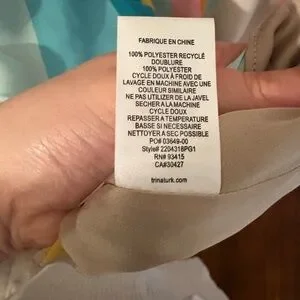 FABRIQUE EN CHINE
100% POLYESTER RECYCLÉ
DOUBLURE
100% POLYESTER
CYCLE DOUX À FROID DE
LAVAGE EN MACHINE AVEC UNE
COULEUR SIMILAIRE
NE PAS UTILISER DE LA JAVEL
SECHER A LA MACHINE
CYCLE DOUX
REPASSER A TEMPERATURE
BASSE SI NECESSAIRE
NETTOYER A SEC POSSIBLE
PO# 03649-00
Style# 2204318PG1
RN# 93415
CA#30427
trinaturk.com